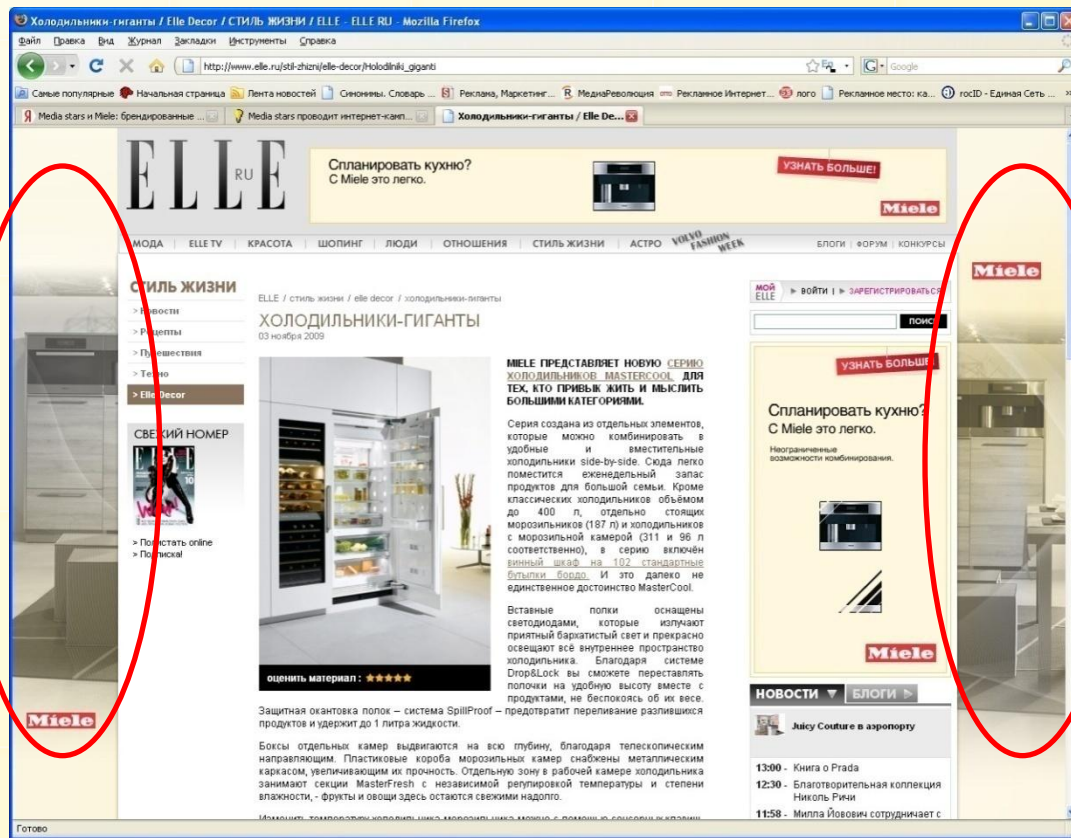 Холодильники-гиганты / Elle Decor / СТИЛЬ ЖИЗНИ / ELLE - ELLE RU - Mozilla Firefox
Файл Правка Вид Журнал Закладки Инструменты Справка
http://www.elle.ru/stil-zhizni/elle-decor/Holodilniki_giganti
Google
Самые популярные Начальная страница Лента новостей Синонимы. Словарь ... Реклама, Маркетинг... МедиаРеволюция Рекламное Интернет... лого Рекламное место: ка... rocID - Единая Сеть ...
Media stars и Miele: брендированные ... Media stars проводит интернет-камп... Холодильники-гиганты / Elle De...
ELLE RU
Спланировать кухню?
С Miele это легко.
УЗНАТЬ БОЛЬШЕ!
Miele
МОДА ELLE TV КРАСОТА ШОПИНГ ЛЮДИ ОТНОШЕНИЯ СТИЛЬ ЖИЗНИ АСТРО VOLVO FASHION WEEK БЛОГИ ФОРУМ КОНКУРСЫ
СТИЛЬ ЖИЗНИ
> Новости
> Рецепты
> Путешествия
> Техно
> Elle Decor
СВЕЖИЙ НОМЕР
> Полистать online
> Подписка!
Miele
ELLE / стиль жизни / elle decor / холодильники-гиганты
ХОЛОДИЛЬНИКИ-ГИГАНТЫ
03 ноября 2009
оценить материал :
MIELE ПРЕДСТАВЛЯЕТ НОВУЮ СЕРИЮ
ХОЛОДИЛЬНИКОВ MASTERCOOL ДЛЯ
ТЕХ, КТО ПРИВЫК ЖИТЬ И МЫСЛИТЬ
БОЛЬШИМИ КАТЕГОРИЯМИ.
Серия создана из отдельных элементов,
которые можно комбинировать в
удобные и вместительные
холодильники side-by-side. Сюда легко
поместится еженедельный запас
продуктов для большой семьи. Кроме
классических холодильников объёмом
до 400 л, отдельно стоящих
морозильников (187 л) и холодильников
с морозильной камерой (311 и 96 л
соответственно), в серию включён
винный шкаф на 102 стандартные
бутылки бордо. И это далеко не
единственное достоинство MasterCool.
Вставные полки оснащены
светодиодами, которые излучают
приятный бархатистый свет и прекрасно
освещают всё внутреннее пространство
холодильника. Благодаря системе
Drop&Lock вы сможете переставлять
полочки на удобную высоту вместе с
продуктами, не беспокоясь об их весе.
Защитная окантовка полок – система SpillProof – предотвратит переливание разлившихся
продуктов и удержит до 1 литра жидкости.
Боксы отдельных камер выдвигаются на всю глубину, благодаря телескопическим
направляющим. Пластиковые короба морозильных камер снабжены металлическим
каркасом, увеличивающим их прочность. Отдельную зону в рабочей камере холодильника
занимают секции MasterFresh с независимой регулировкой температуры и степени
влажности, - фрукты и овощи здесь остаются свежими надолго.
МОЙ ELLE ВОЙТИ | ЗАРЕГИСТРИРОВАТЬСЯ
ПОИСК
УЗНАТЬ БОЛЬШЕ!
Спланировать кухню?
С Miele это легко.
Неограниченные
возможности комбинирования.
Miele
НОВОСТИ БЛОГИ
Juicy Couture в аэропорту
13:00 - Книга о Prada
12:30 - Благотворительная коллекция
Николь Ричи
11:58 - Милла Йовович сотрудничает с
Miele
Готово